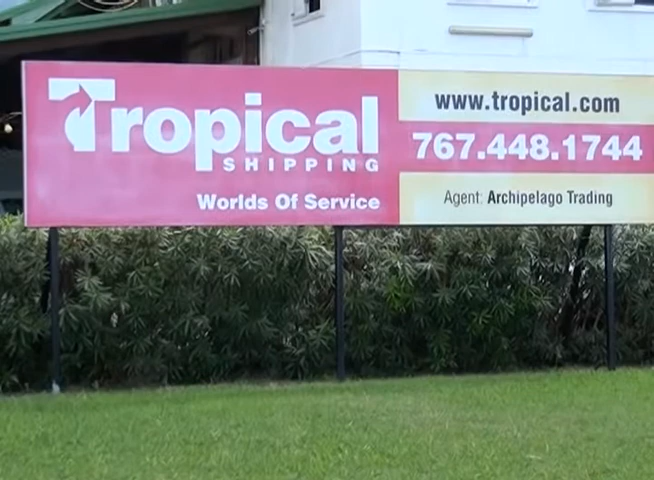 Tropical
SHIPPING
Worlds Of Service
www.tropical.com
767.448.1744
Agent: Archipelago Trading